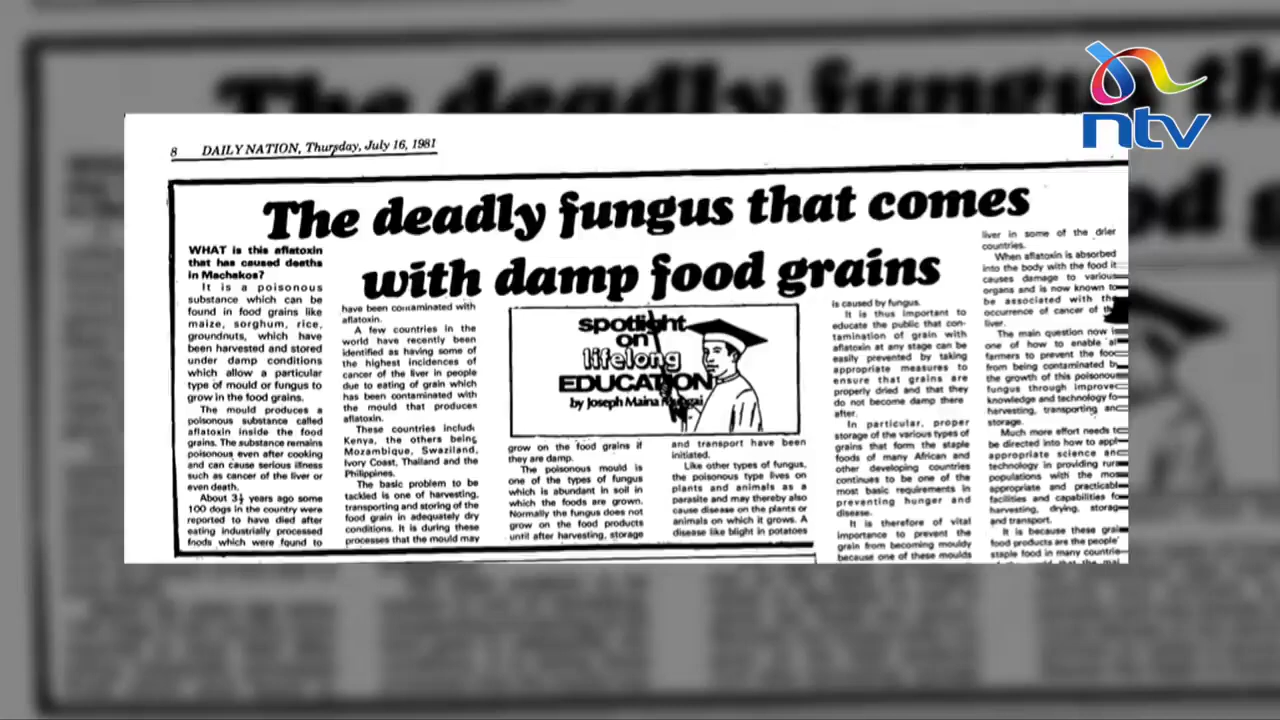 ntv
8 DAILY NATION, Thursday, July 16, 1981
The deadly fungus that comes
with damp food grains
WHAT is this aflatoxin
that has caused deaths
in Machakos?
It is a poisonous
substance which can be
found in food grains like
maize, sorghum, rice,
groundnuts, which have
been harvested and stored
under damp conditions
which allow a particular
type of mould or fungus to
grow in the food grains.
The mould produces a
poisonous substance called
aflatoxin inside the food
grains. The substance remains
poisonous even after cooking
and can cause serious illness
such as cancer of the liver or
even death.
About 3½ years ago some
100 dogs in the country were
reported to have died after
eating industrially processed
foods which were found to
have been contaminated with
aflatoxin.
A few countries in the
world have recently been
identified as having some of
the highest incidences of
cancer of the liver in people
due to eating of grain which
has been contaminated with
the mould that produces
aflatoxin.
These countries include
Kenya, the others being
Mozambique, Swaziland,
Ivory Coast, Thailand and the
Philippines.
The basic problem to be
tackled is one of harvesting,
transporting and storing of the
food grain in adequately dry
conditions. It is during these
processes that the mould may
spotlight
on
lifelong
EDUCATION
by Joseph Maina
grow on the food grains if
they are damp.
The poisonous mould is
one of the types of fungus
which is abundant in soil in
which the foods are grown.
Normally the fungus does not
grow on the food products
until after harvesting, storage
and transport have been
initiated.
Like other types of fungus,
the poisonous type lives on
plants and animals as a
parasite and may thereby also
cause disease on the plants or
animals on which it grows. A
disease like blight in potatoes
is caused by fungus.
It is thus important to
educate the public that con-
tamination of grain with
aflatoxin at any stage can be
easily prevented by taking
appropriate measures to
ensure that grains are
properly dried and that they
do not become damp there
after.
In particular, proper
storage of the various types of
grains that form the staple
foods of many African and
other developing countries
continues to be one of the
most basic requirements in
preventing hunger and
disease.
It is therefore of vital
importance to prevent the
grain from becoming mouldy
because one of these moulds
liver in some of the drier
countries.
When aflatoxin is absorbed
into the body with the food it
causes damage to various
organs and is now known to
be associated with the
occurrence of cancer of the
liver.
The main question now is
one of how to enable al
farmers to prevent the foo
from being contaminated by
the growth of this poisonous
fungus through improve
knowledge and technology fo
harvesting, transporting and
storage.
Much more effort needs to
be directed into how to appl
appropriate science an
technology in providing rura
populations with the mos
appropriate and practicabl
facilities and capabilities fo
harvesting, drying, storag
and transport.
It is because these grai
food products are the people'
staple food in many countrie